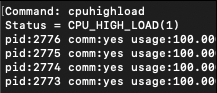 Command: cpuhighload
Status = CPU_HIGH_LOAD(1)
pid:2776 comm:yes usage:100.00
pid:2775 comm:yes usage:100.00
pid:2774 comm:yes usage:100.00
pid:2773 comm:yes usage:100.00